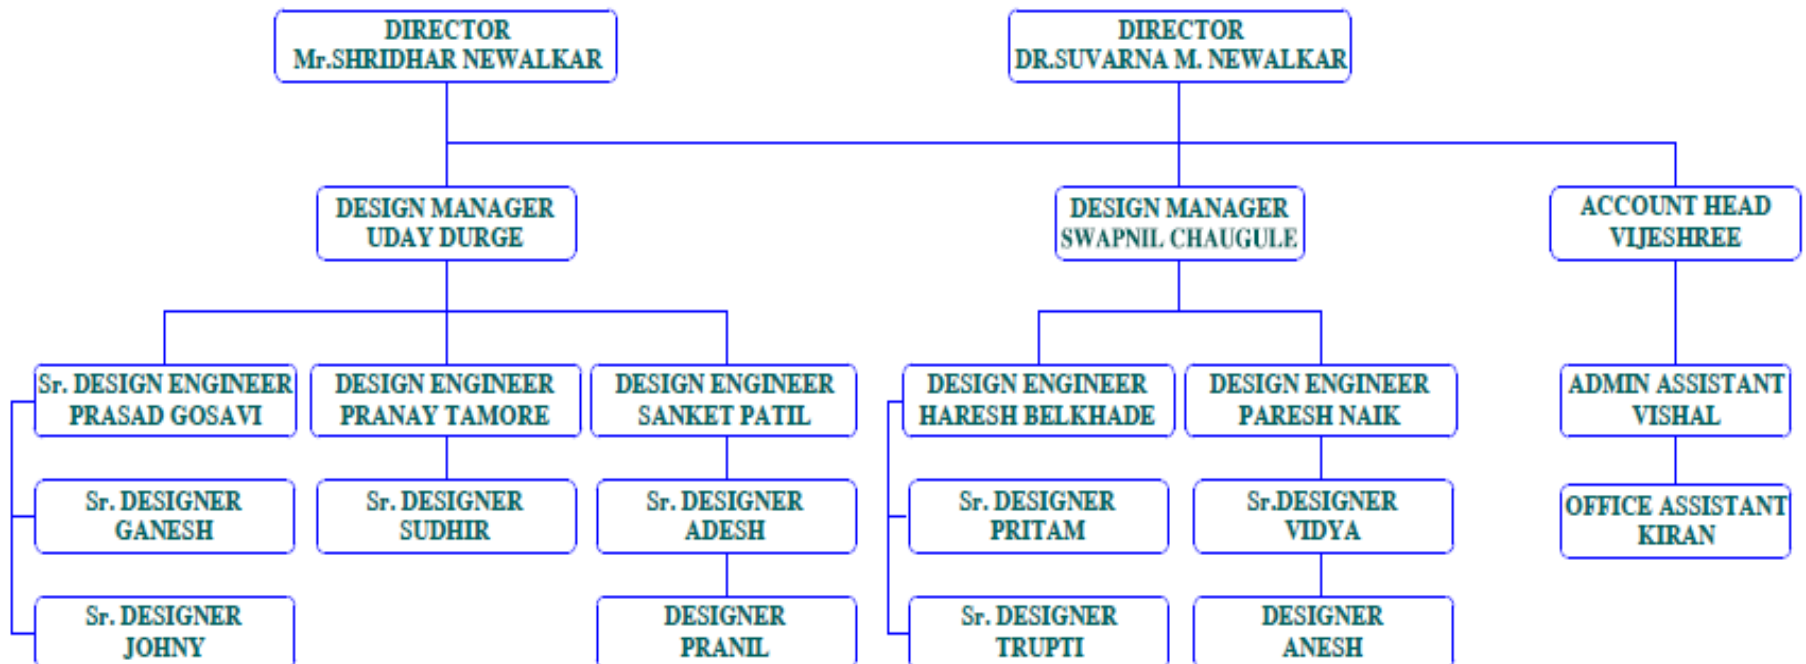 DIRECTOR
Mr.SHRIDHAR NEWALKAR
DIRECTOR
DR.SUVARNA M. NEWALKAR
DESIGN MANAGER
UDAY DURGE
DESIGN MANAGER
SWAPNIL CHAUGULE
ACCOUNT HEAD
VIJESHREE
Sr. DESIGN ENGINEER
PRASAD GOSAVI
DESIGN ENGINEER
PRANAY TAMORE
DESIGN ENGINEER
SANKET PATIL
DESIGN ENGINEER
HARESH BELKHADE
DESIGN ENGINEER
PARESH NAIK
ADMIN ASSISTANT
VISHAL
Sr. DESIGNER
GANESH
Sr. DESIGNER
SUDHIR
Sr. DESIGNER
ADESH
Sr. DESIGNER
PRITAM
Sr.DESIGNER
VIDYA
OFFICE ASSISTANT
KIRAN
Sr. DESIGNER
JOHNY
DESIGNER
PRANIL
Sr. DESIGNER
TRUPTI
DESIGNER
ANESH